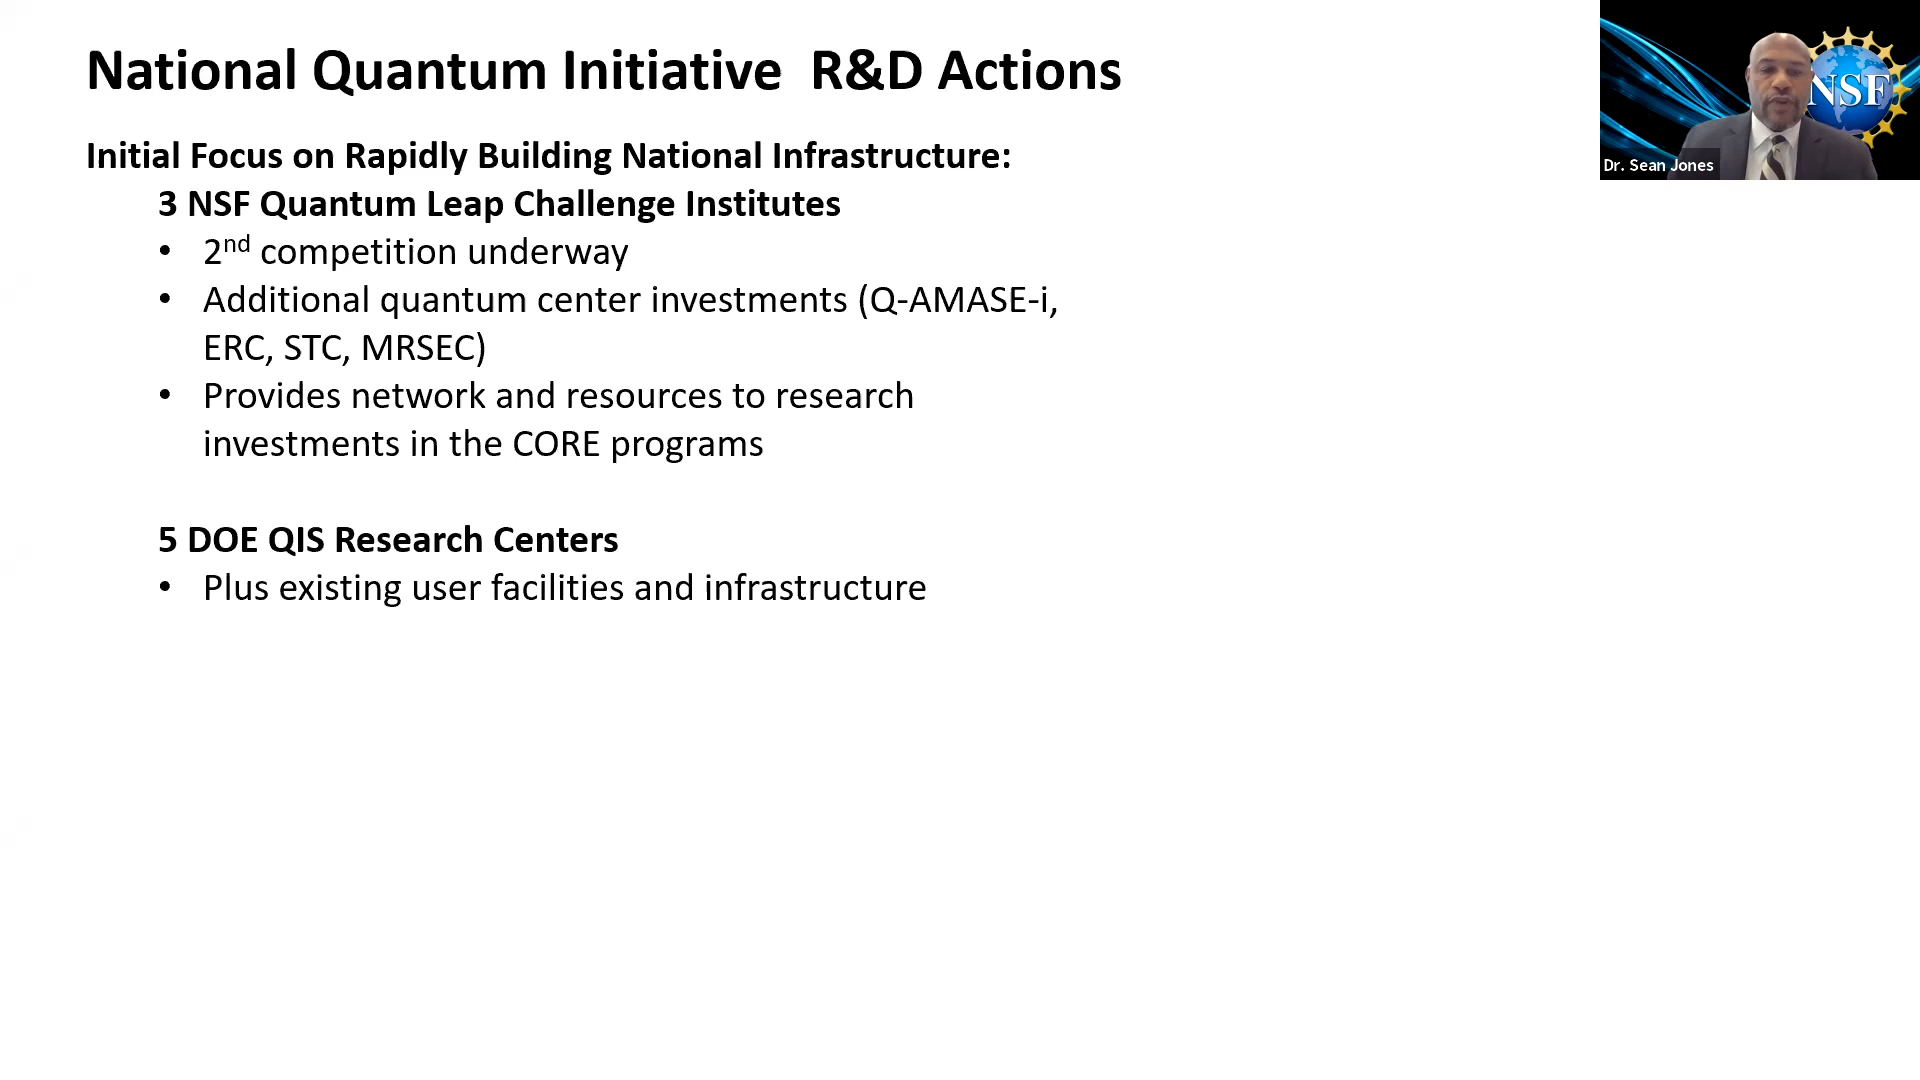 National Quantum Initiative  R&D Actions
Initial Focus on Rapidly Building National Infrastructure:
3 NSF Quantum Leap Challenge Institutes
• 2nd competition underway
• Additional quantum center investments (Q-AMASE-i,
ERC, STC, MRSEC)
• Provides network and resources to research
investments in the CORE programs
5 DOE QIS Research Centers
• Plus existing user facilities and infrastructure
NSF
Dr. Sean Jones